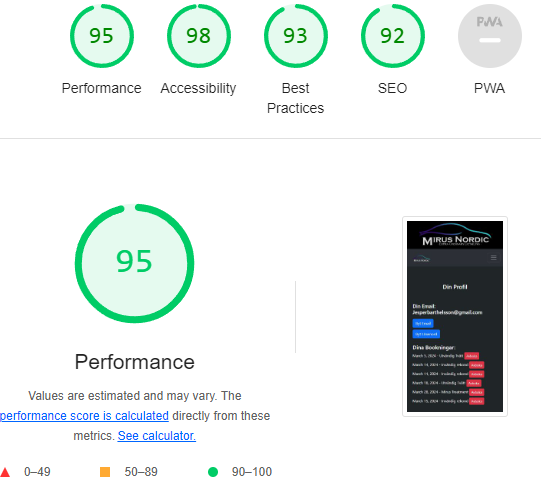 95
98
93
92
PWA
Performance
Accessibility
Best
Practices
SEO
PWA
95
Performance
Values are estimated and may vary. The
performance score is calculated directly from these
metrics. See calculator.
0–49
50–89
90–100
MIRUS NORDIC
Din Profil
Din Email:
Jesperbarthelsson@gmail.com
Dina Bookningar: